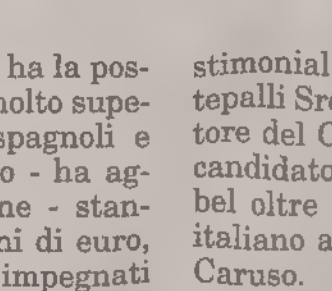 ha la pos-
molto supe-
spagnoli e
o - ha ag-
ne - stan-
ni di euro,
impegnati
stimonial
tepalli Sre
tore del C
candidato
bel oltre
italiano a
Caruso.